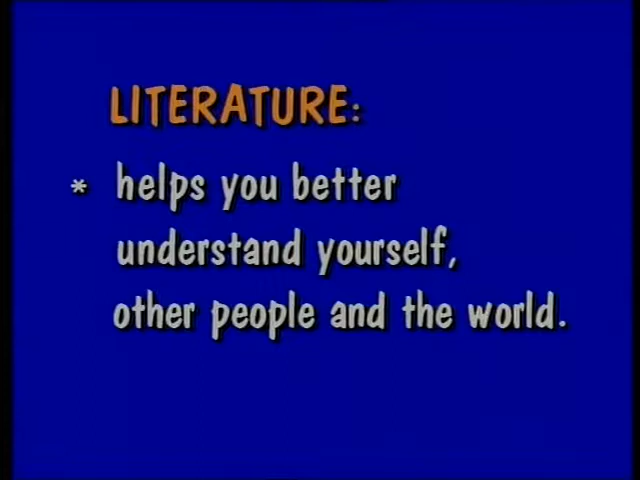 LITERATURE:
* helps you better
understand yourself,
other people and the world.